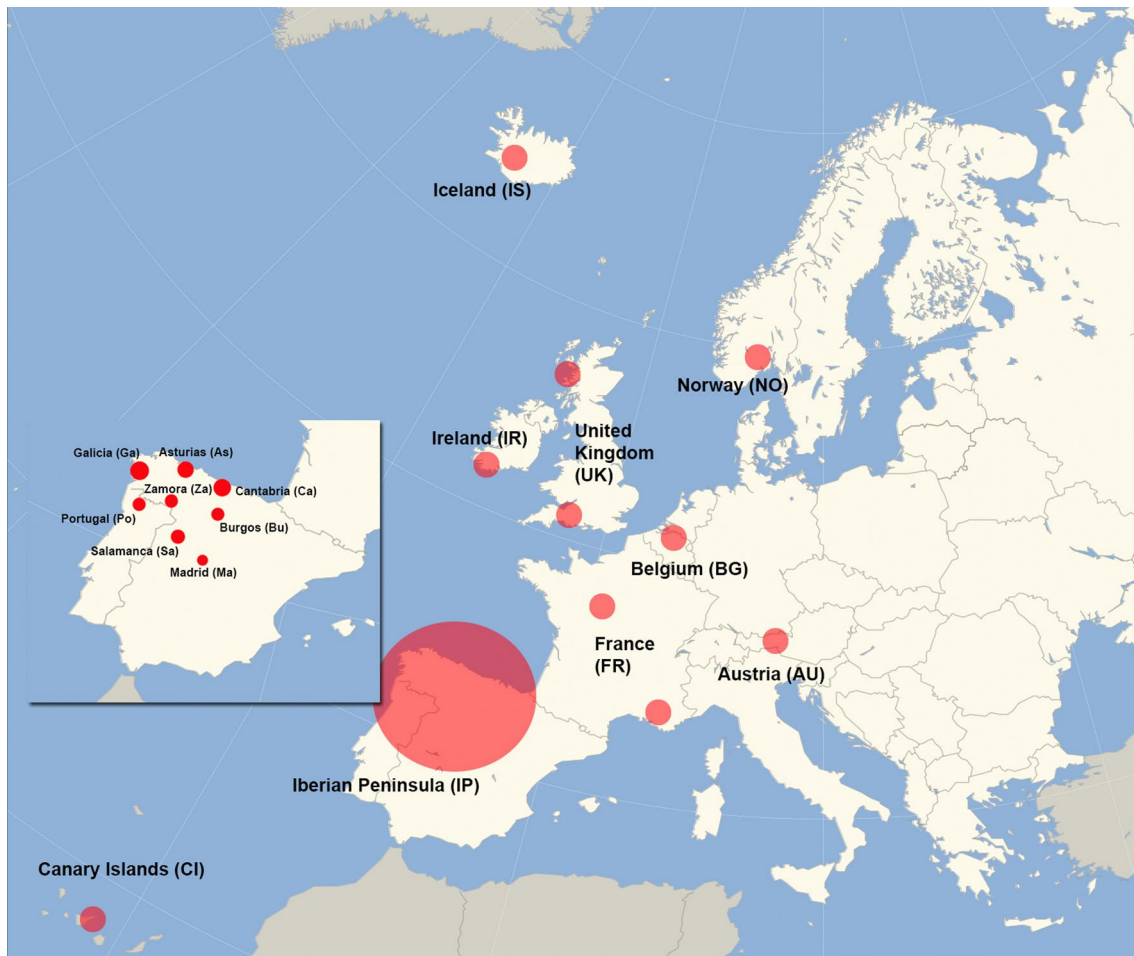 Iceland (IS)
Norway (NO)
Ireland (IR)
United
Kingdom
(UK)
Galicia (Ga)
Asturias (As)
Zamora (Za)
Cantabria (Ca)
Portugal (Po)
Burgos (Bu)
Salamanca (Sa)
Madrid (Ma)
Belgium (BG)
France
(FR)
Austria (AU)
Iberian Peninsula (IP)
Canary Islands (CI)